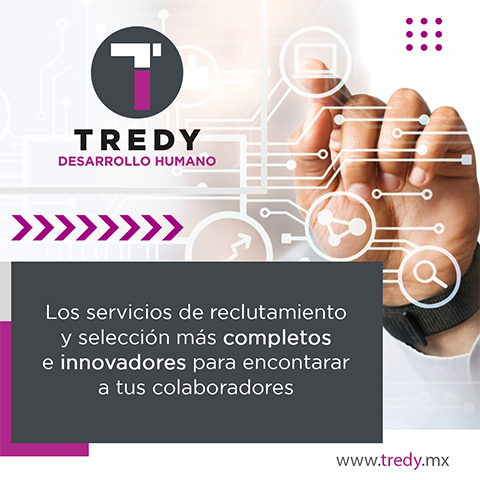 TREDY
DESARROLLO HUMANO
Los servicios de reclutamiento
y selección más completos
e innovadores para encontarar
a tus colaboradores
www.tredy.mx